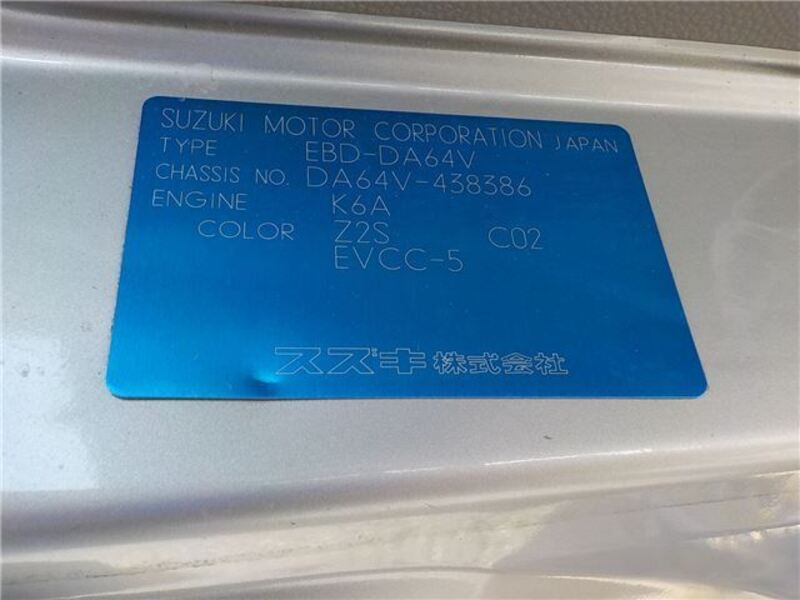 SUZUKI MOTOR CORPORATION JAPAN
TYPE EBD-DA64V
CHASSIS NO. DA64V-438386
ENGINE K6A
COLOR Z2S C02
EVCC-5
スズキ株式会社